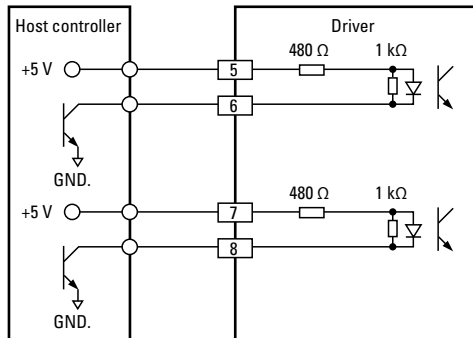 Host controller
Driver
+5 V
5
480 Ω
1 kΩ
6
GND.
+5 V
7
480 Ω
1 kΩ
8
GND.